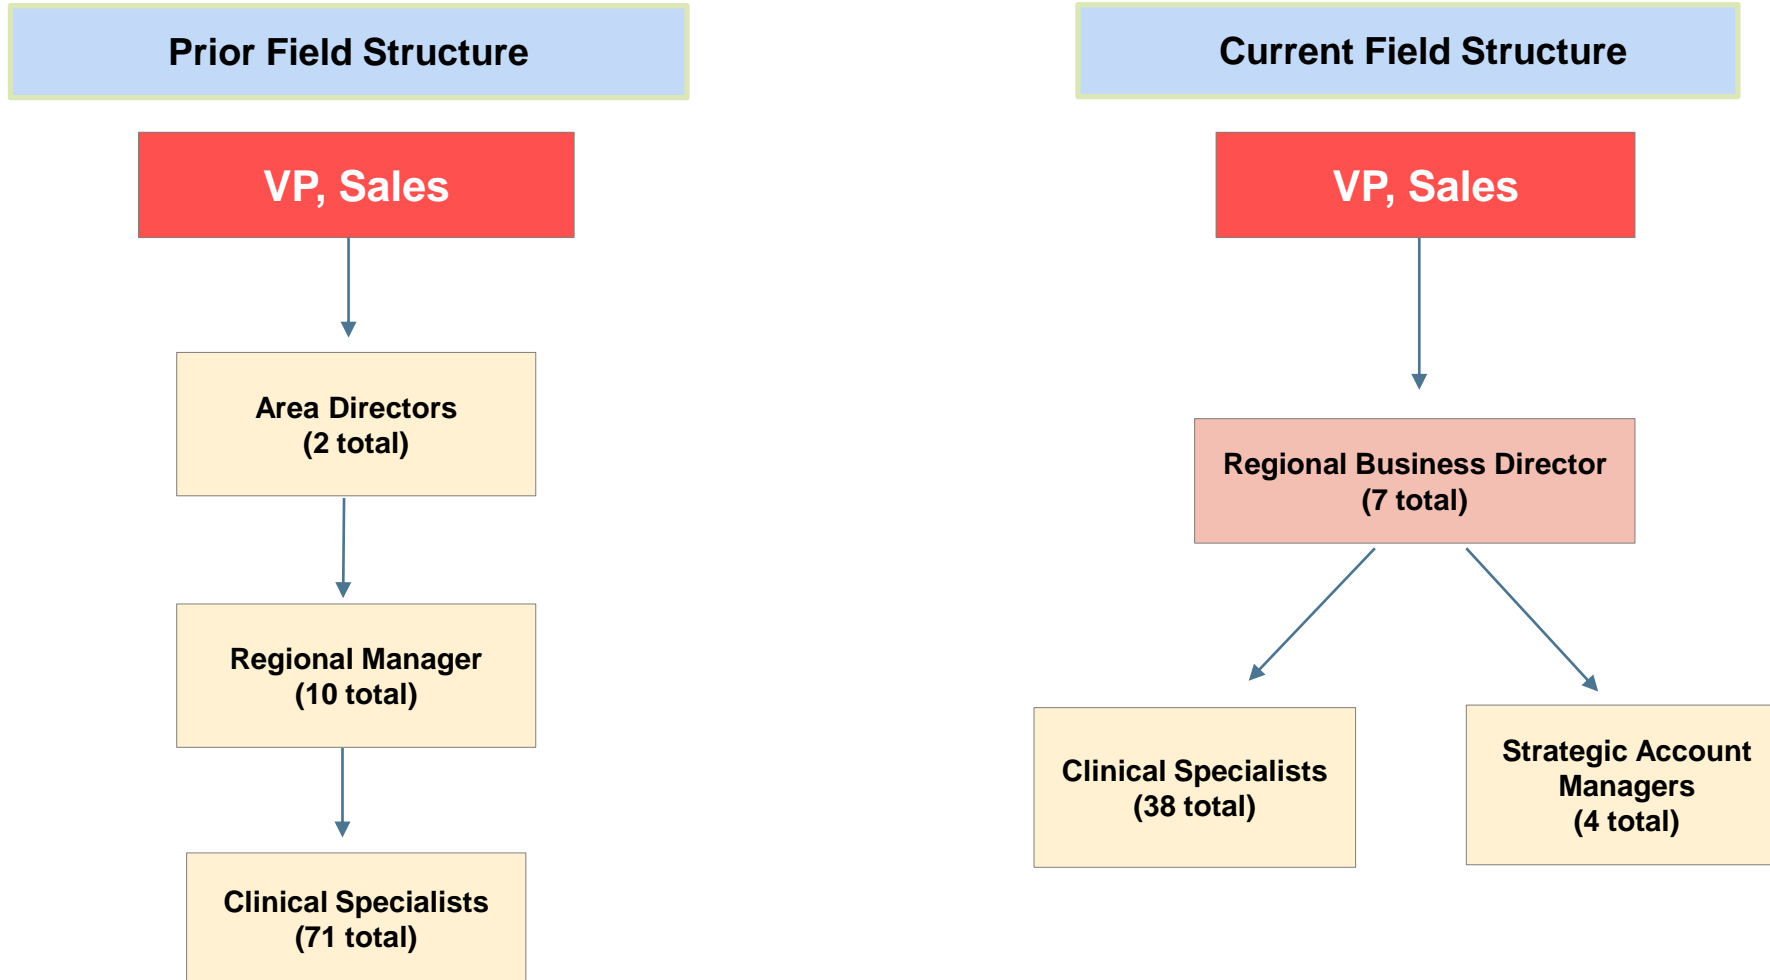 Prior Field Structure
VP, Sales
Area Directors
(2 total)
Regional Manager
(10 total)
Clinical Specialists
(71 total)
Current Field Structure
VP, Sales
Regional Business Director
(7 total)
Clinical Specialists
(38 total)
Strategic Account
Managers
(4 total)